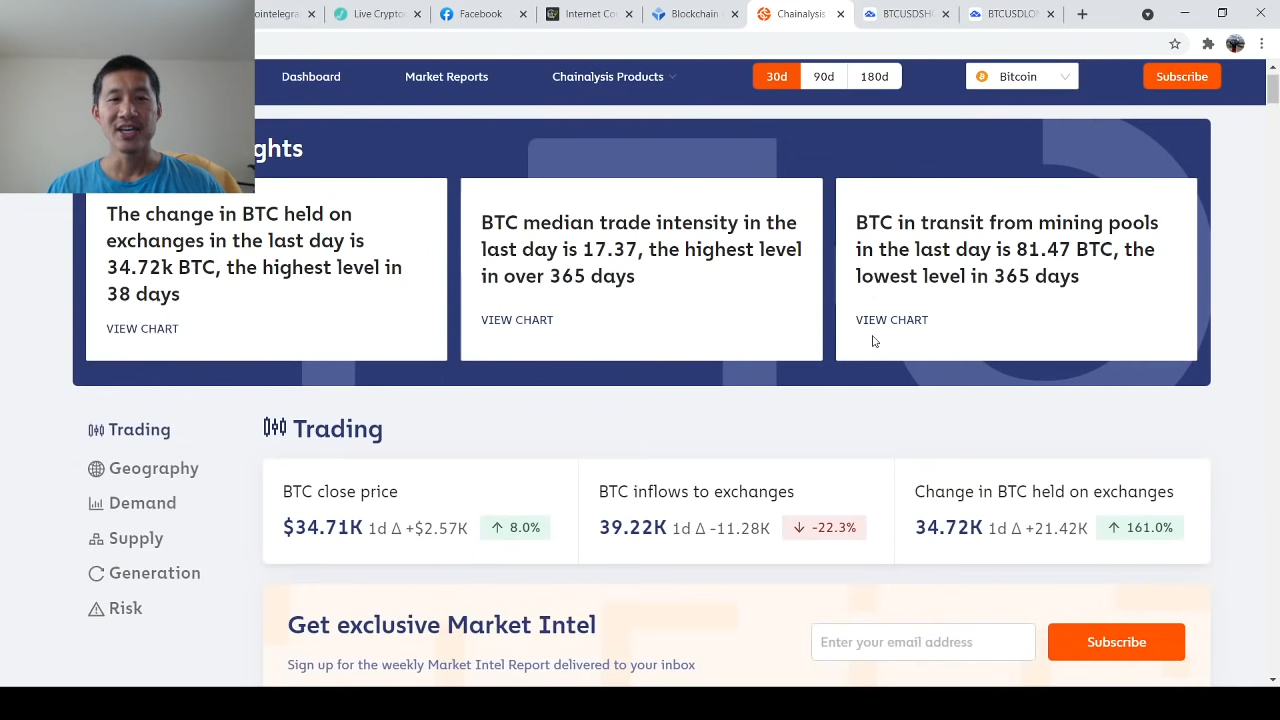 ointelegra
Live Crypto
Facebook
Internet Co
Blockchain
Chainalysis
BTCUSDSH
BTCUSDLO
Dashboard
Market Reports
Chainalysis Products
30d
90d
180d
Bitcoin
Subscribe
ghts
The change in BTC held on
exchanges in the last day is
34.72k BTC, the highest level in
38 days
VIEW CHART
BTC median trade intensity in the
last day is 17.37, the highest level
in over 365 days
VIEW CHART
BTC in transit from mining pools
in the last day is 81.47 BTC, the
lowest level in 365 days
VIEW CHART
Trading
Geography
Demand
Supply
Generation
Risk
Trading
BTC close price
$34.71K 1d Δ +$2.57K ↑ 8.0%
BTC inflows to exchanges
39.22K 1d Δ -11.28K ↓ -22.3%
Change in BTC held on exchanges
34.72K 1d Δ +21.42K ↑ 161.0%
Get exclusive Market Intel
Sign up for the weekly Market Intel Report delivered to your inbox
Enter your email address
Subscribe